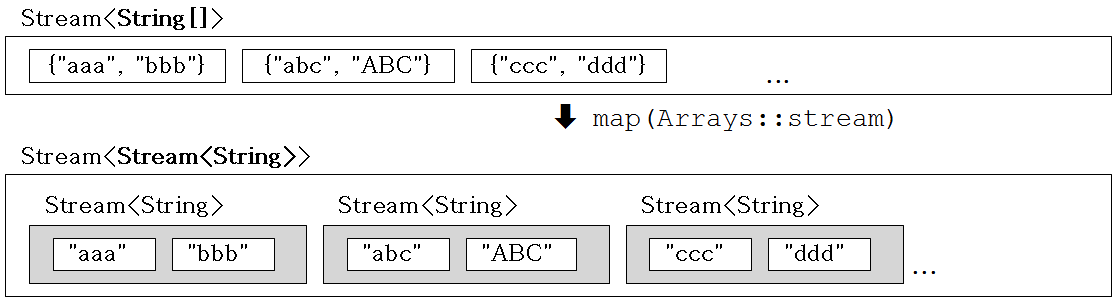 Stream<String[]>
{"aaa", "bbb"} {"abc", "ABC"} {"ccc", "ddd"} ...
map(Arrays::stream)
Stream<Stream<String>>
Stream<String> Stream<String> Stream<String>
"aaa" "bbb" "abc" "ABC" "ccc" "ddd" ...